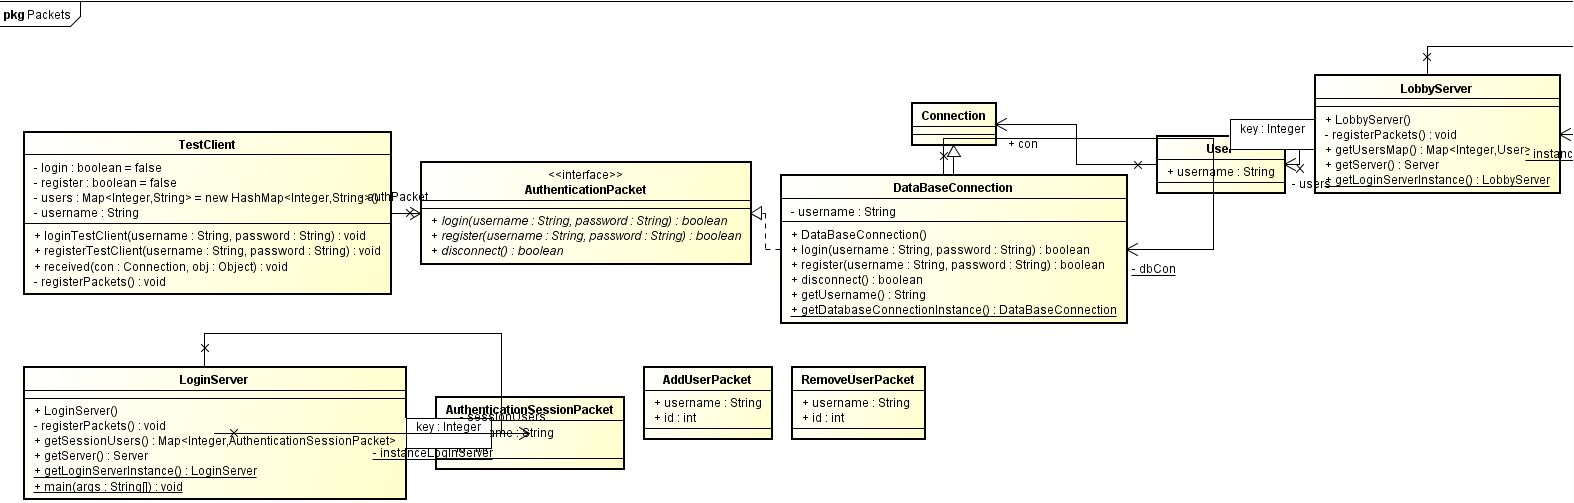 pkg Packets
TestClient
- login : boolean = false
- register : boolean = false
- users : Map<Integer,String> = new HashMap<Integer,String>()
- username : String
+ loginTestClient(username : String, password : String) : void
+ registerTestClient(username : String, password : String) : void
+ received(con : Connection, obj : Object) : void
- registerPackets() : void
authPacket
<<interface>>
AuthenticationPacket
+ login(username : String, password : String) : boolean
+ register(username : String, password : String) : boolean
+ disconnect() : boolean
Connection
+ con
DataBaseConnection
- username : String
+ DataBaseConnection()
+ login(username : String, password : String) : boolean
+ register(username : String, password : String) : boolean
+ disconnect() : boolean
+ getUsername() : String
+ getDatabaseConnectionInstance() : DataBaseConnection
- dbCon
User
+ username : String
key : Integer
- users
LobbyServer
+ LobbyServer()
- registerPackets() : void
+ getUsersMap() : Map<Integer,User>
+ getServer() : Server
+ getLoginServerInstance() : LobbyServer
- instanc
LoginServer
+ LoginServer()
- registerPackets() : void
+ getSessionUsers() : Map<Integer,AuthenticationSessionPacket>
+ getServer() : Server
+ getLoginServerInstance() : LoginServer
+ main(args : String[]) : void
key : Integer
- sessionUsers
- instanceLoginServer
AuthenticationSessionPacket
ame : String
AddUserPacket
+ username : String
+ id : int
RemoveUserPacket
+ username : String
+ id : int